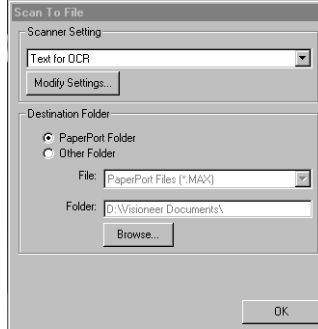 Scan To File
Scanner Setting
Text for OCR
Modify Settings...
Destination Folder
PaperPort Folder
Other Folder
File: PaperPort Files (*.MAX)
Folder: D:\Visioneer Documents\
Browse...
OK